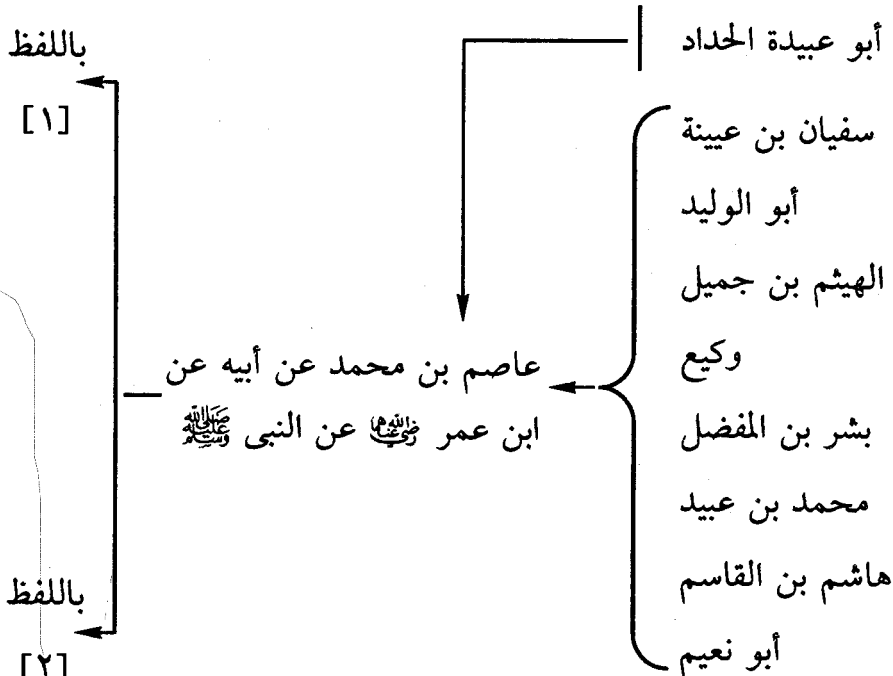 أبو عبيدة الحداد
سفيان بن عيينة
أبو الوليد
الهيثم بن جميل
وكيع
بشر بن المفضل
محمد بن عبيد
هاشم بن القاسم
أبو نعيم
عاصم بن محمد عن أبيه عن
ابن عمر رضي الله عنهما عن النبى ﷺ
باللفظ
[١]
باللفظ
[٢]